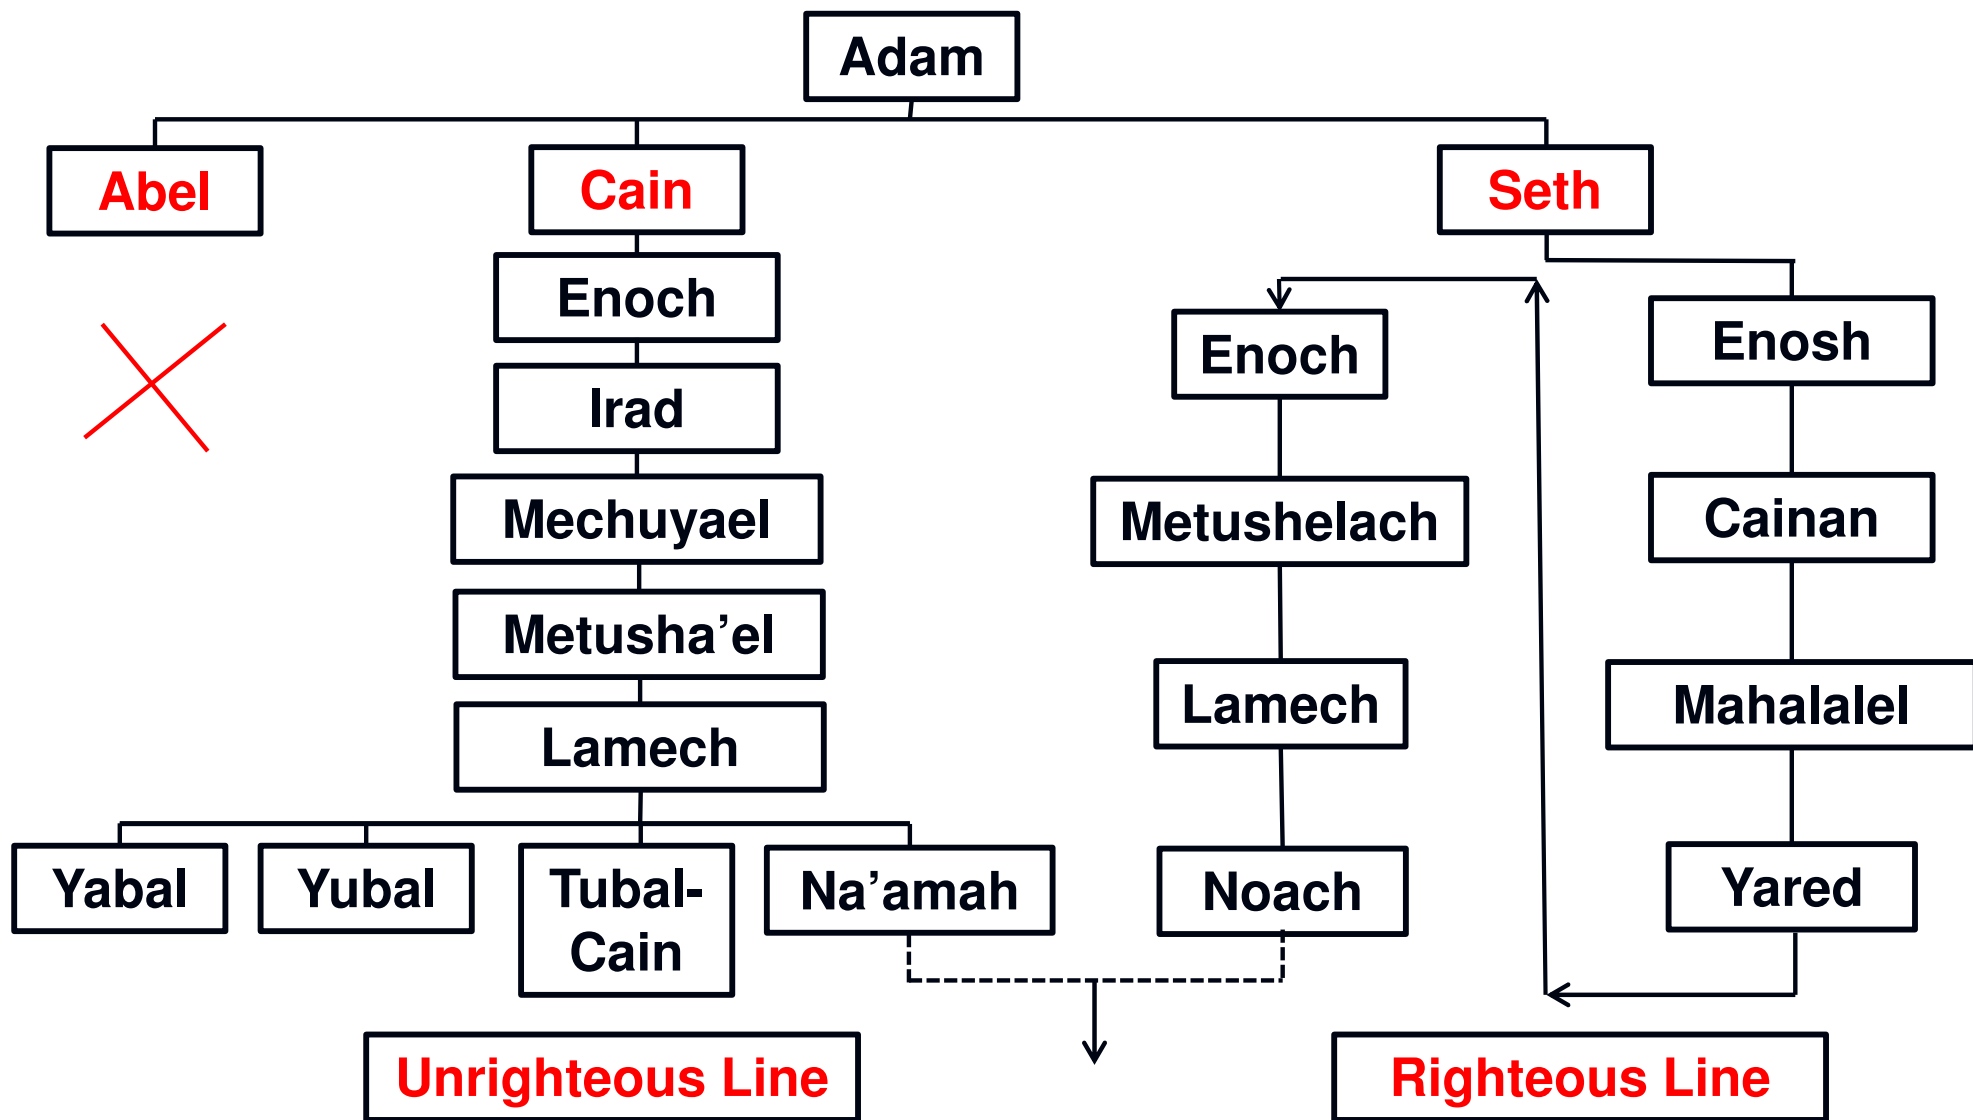 Adam
Abel
Cain
Seth
Enoch
Irad
Mechuyael
Metusha’el
Lamech
Yabal
Yubal
Tubal-
Cain
Na’amah
Enoch
Metushelach
Lamech
Noach
Enosh
Cainan
Mahalalel
Yared
Unrighteous Line
Righteous Line